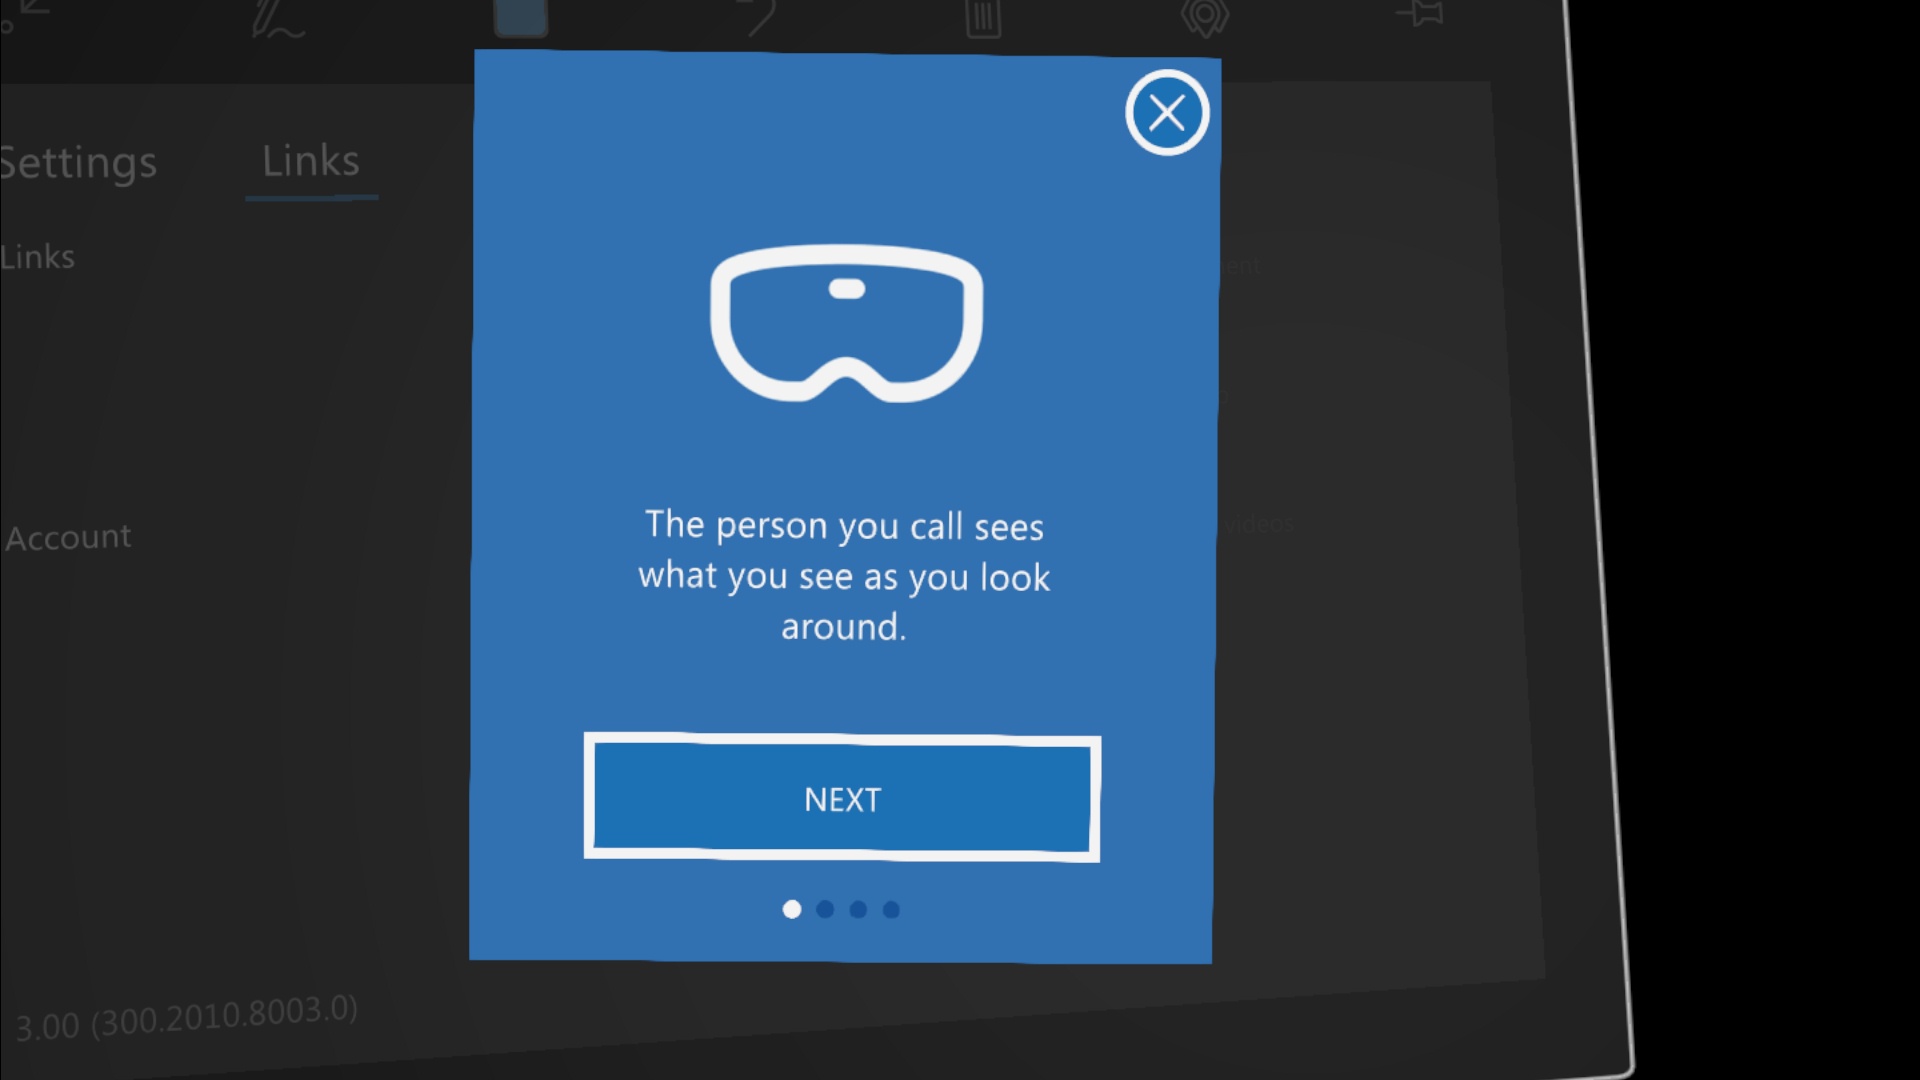 Settings
Links
Links
Account
videos
The person you call sees
what you see as you look
around.
NEXT
3.00 (300.2010.8003.0)